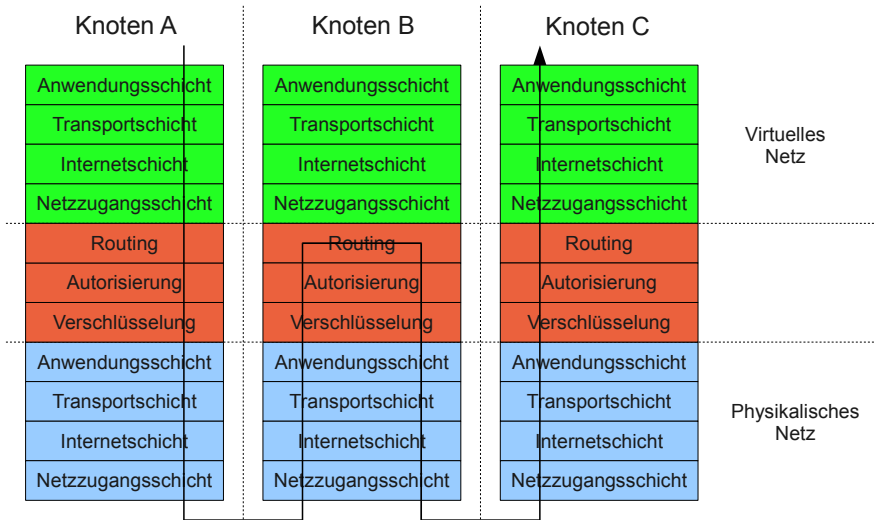 Knoten A
Knoten B
Knoten C
Anwendungsschicht
Anwendungsschicht
Anwendungsschicht
Transportschicht
Transportschicht
Transportschicht
Virtuelles
Netz
Internetschicht
Internetschicht
Internetschicht
Netzzugangsschicht
Netzzugangsschicht
Netzzugangsschicht
Routing
Routing
Routing
Autorisierung
Autorisierung
Autorisierung
Verschlüsselung
Verschlüsselung
Verschlüsselung
Anwendungsschicht
Anwendungsschicht
Anwendungsschicht
Transportschicht
Transportschicht
Transportschicht
Physikalisches
Netz
Internetschicht
Internetschicht
Internetschicht
Netzzugangsschicht
Netzzugangsschicht
Netzzugangsschicht